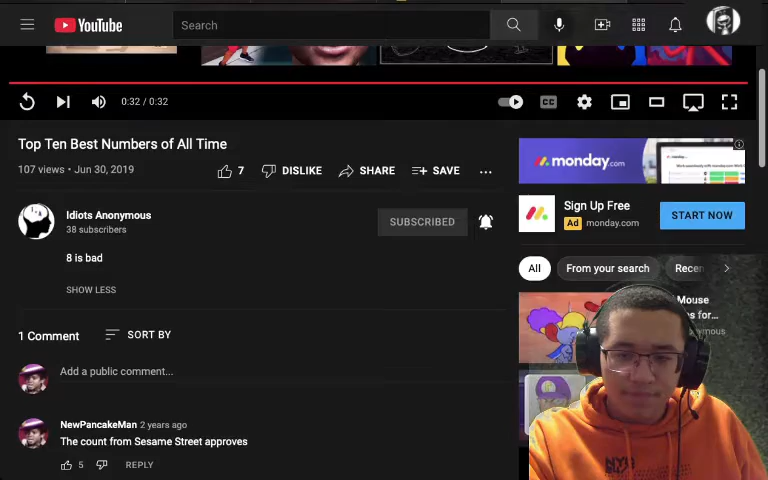 YouTube
Search
0:32 / 0:32
CC
Top Ten Best Numbers of All Time
107 views • Jun 30, 2019
7
DISLIKE
SHARE
SAVE
monday.com
Sign Up Free
Ad monday.com
START NOW
Idiots Anonymous
38 subscribers
SUBSCRIBED
8 is bad
SHOW LESS
All
From your search
Recen
Mouse
s for...
1 Comment
SORT BY
Add a public comment...
NewPancakeMan 2 years ago
The count from Sesame Street approves
5
REPLY